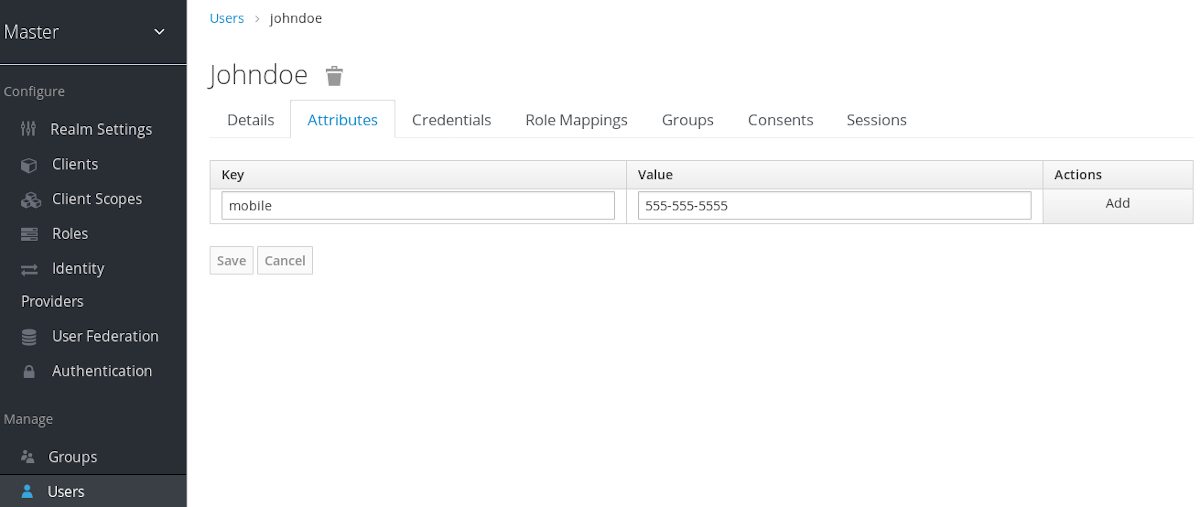 Master
Configure
Realm Settings
Clients
Client Scopes
Roles
Identity
Providers
User Federation
Authentication
Manage
Groups
Users
Users > johndoe
Johndoe
Details Attributes Credentials Role Mappings Groups Consents Sessions
Key Value Actions
mobile 555-555-5555 Add
Save Cancel